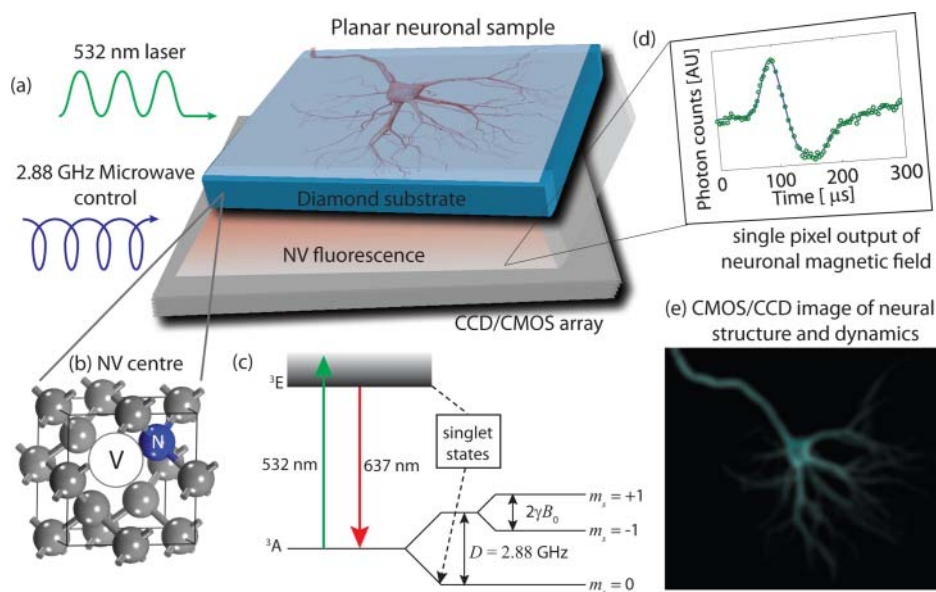 (a)
532 nm laser
2.88 GHz Microwave
control
Planar neuronal sample
Diamond substrate
NV fluorescence
CCD/CMOS array
(d)
Photon counts [AU]
0
100
200
300
Time [ μs]
single pixel output of
neuronal magnetic field
(b) NV centre
V
N
(c)
³E
532 nm
637 nm
singlet
states
³A
mₛ = +1
2γB₀
mₛ = -1
D = 2.88 GHz
mₛ = 0
(e) CMOS/CCD image of neural
structure and dynamics